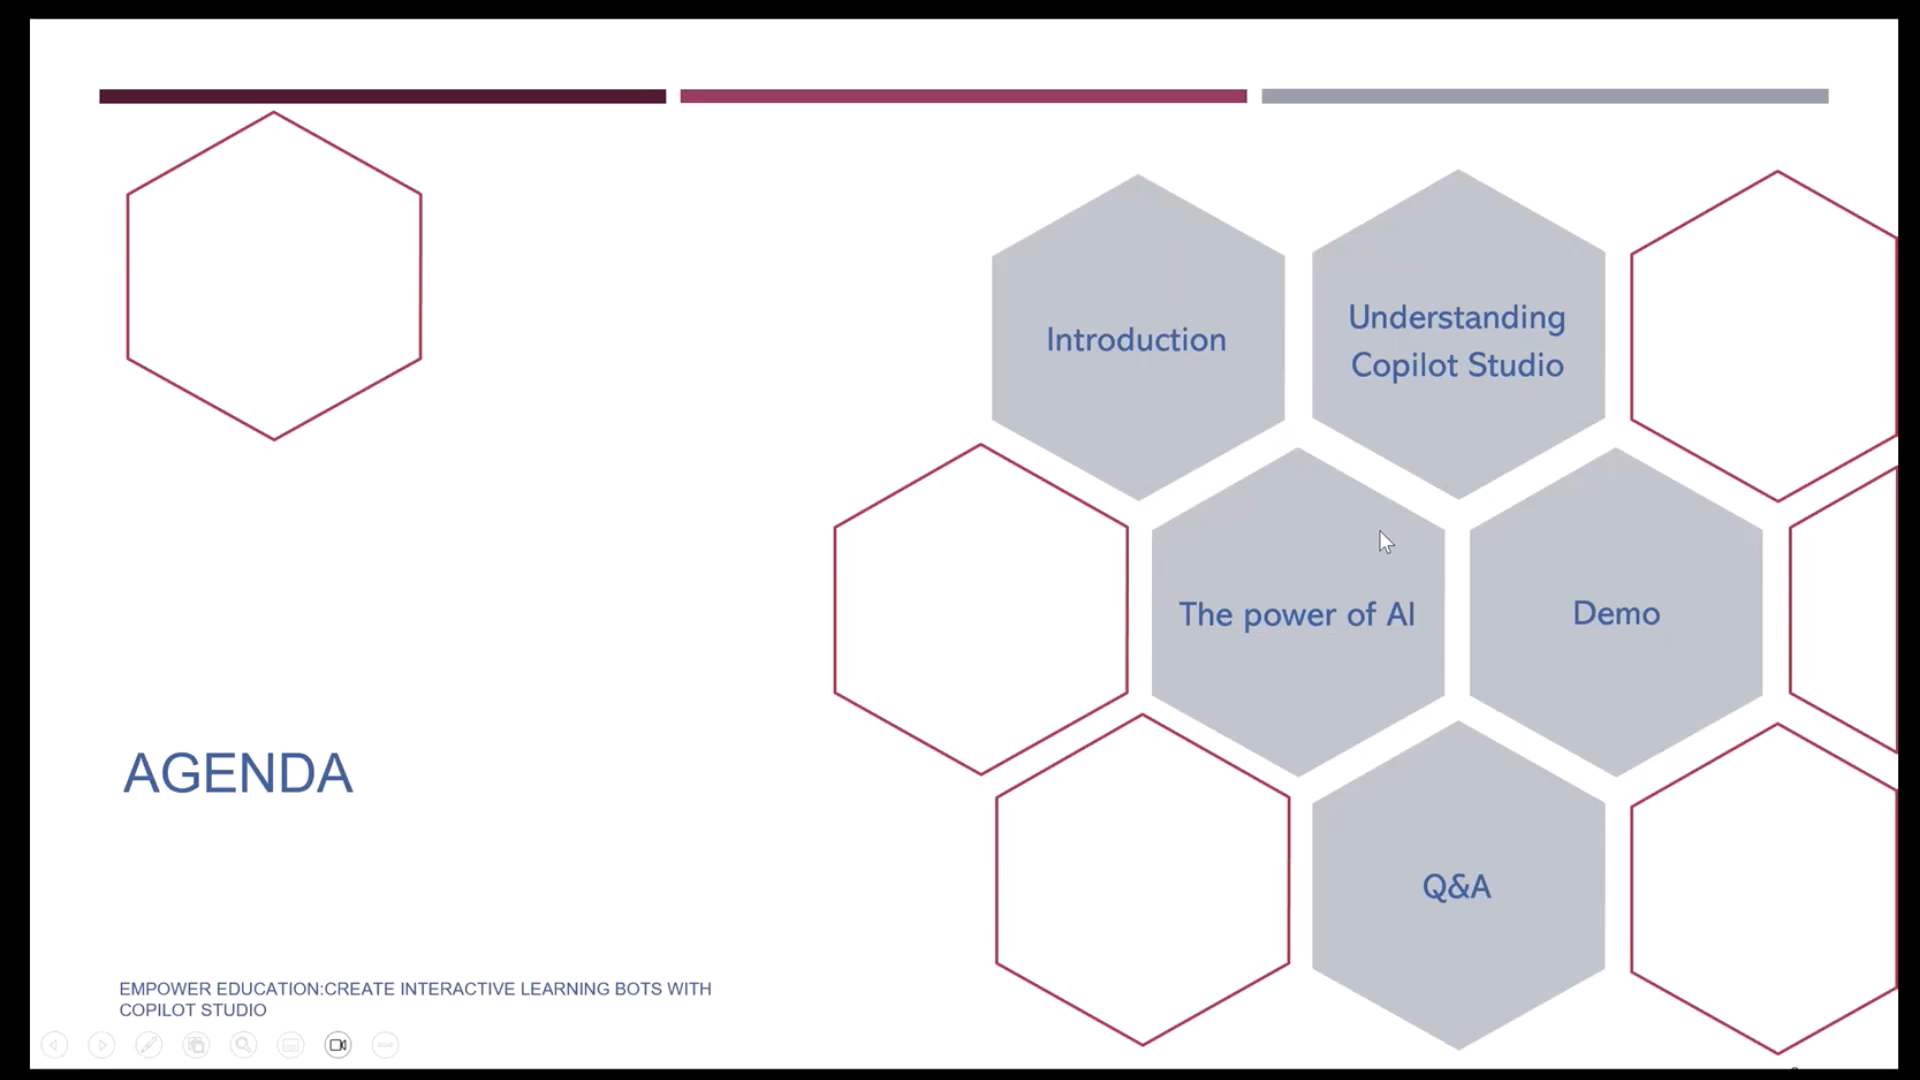 Introduction
Understanding
Copilot Studio
The power of AI
Demo
AGENDA
Q&A
EMPOWER EDUCATION:CREATE INTERACTIVE LEARNING BOTS WITH
COPILOT STUDIO